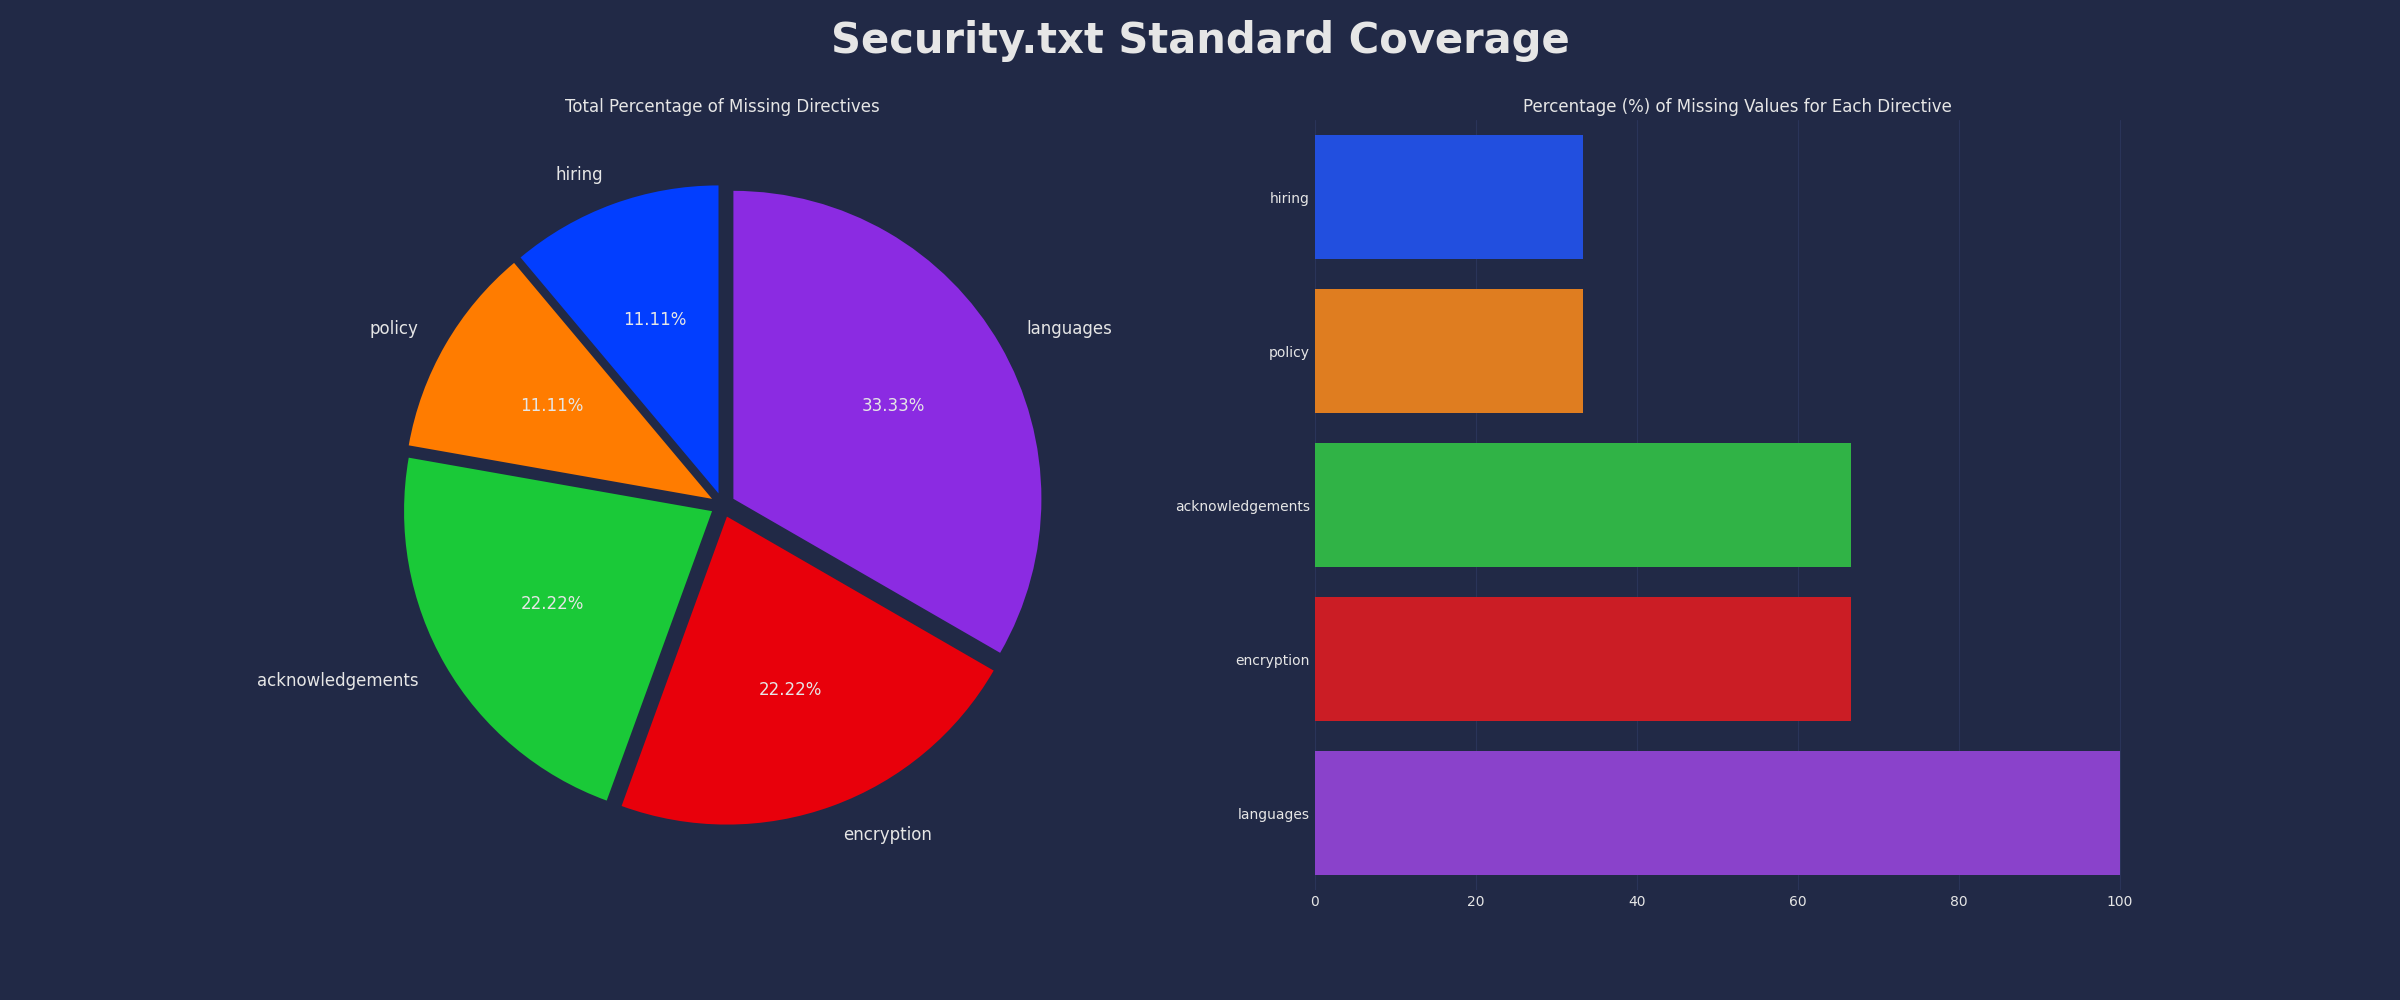 Security.txt Standard Coverage
Total Percentage of Missing Directives
hiring
policy
acknowledgements
encryption
languages
11.11%
11.11%
22.22%
22.22%
33.33%
Percentage (%) of Missing Values for Each Directive
hiring
policy
acknowledgements
encryption
languages
0 20 40 60 80 100